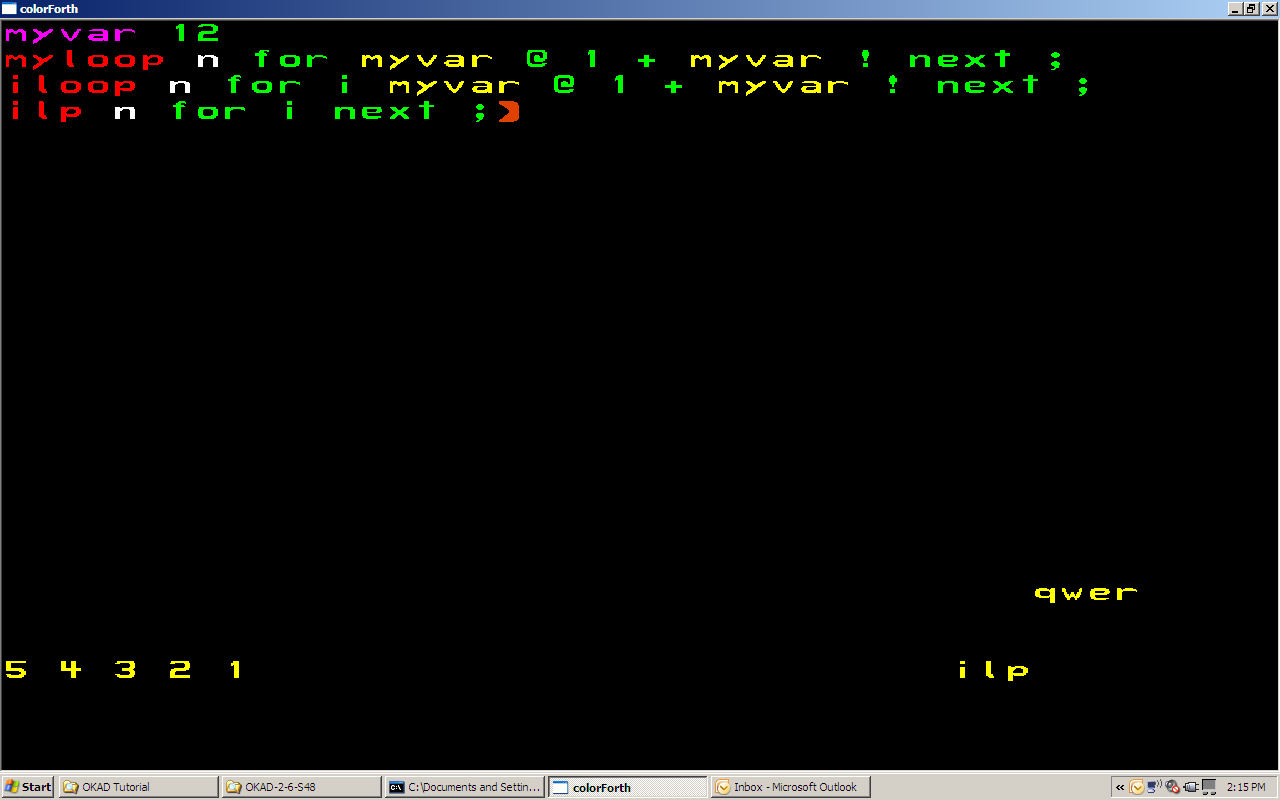 colorForth
myvar 12
myloop n for myvar @ 1 + myvar ! next ;
iloop n for i myvar @ 1 + myvar ! next ;
ilp n for i next ;
qwer
5 4 3 2 1 ilp
Start OKAD Tutorial OKAD-2-6-S48 C:\Documents and Settin... colorForth Inbox - Microsoft Outlook « 2:15 PM